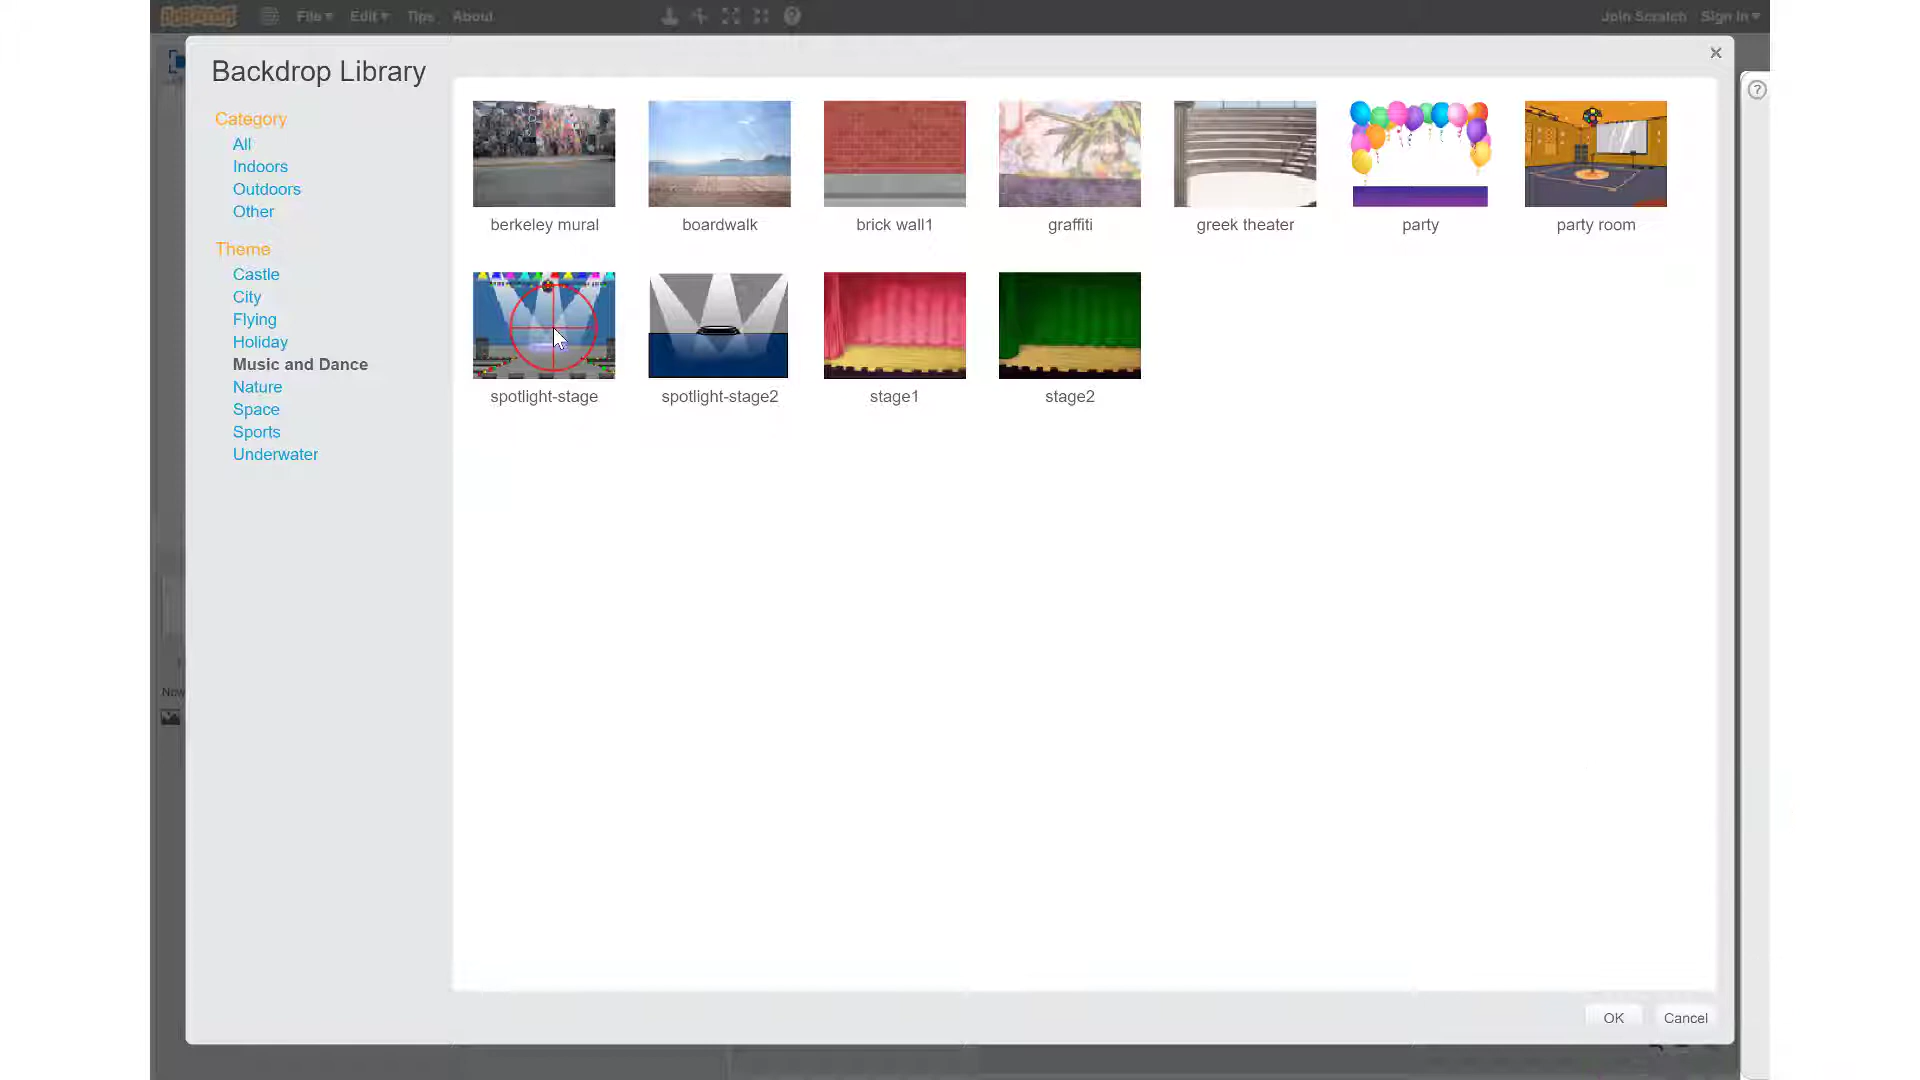 SCRATCH
File
Edit
Tips
About
Join Scratch
Sign in
Backdrop Library
Category
All
Indoors
Outdoors
Other
Theme
Castle
City
Flying
Holiday
Music and Dance
Nature
Space
Sports
Underwater
berkeley mural
boardwalk
brick wall1
graffiti
greek theater
party
party room
spotlight-stage
spotlight-stage2
stage1
stage2
New
OK
Cancel